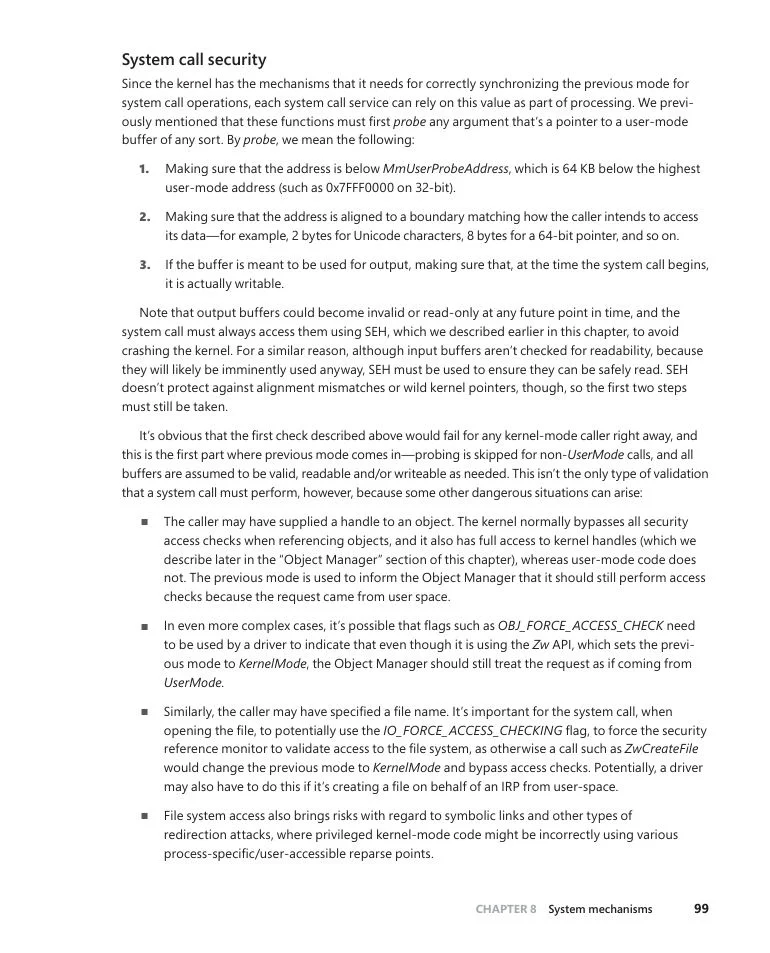 System call security
Since the kernel has the mechanisms that it needs for correctly synchronizing the previous mode for
system call operations, each system call service can rely on this value as part of processing. We previ-
ously mentioned that these functions must first probe any argument that’s a pointer to a user-mode
buffer of any sort. By probe, we mean the following:
1. Making sure that the address is below MmUserProbeAddress, which is 64 KB below the highest
user-mode address (such as 0x7FFF0000 on 32-bit).
2. Making sure that the address is aligned to a boundary matching how the caller intends to access
its data—for example, 2 bytes for Unicode characters, 8 bytes for a 64-bit pointer, and so on.
3. If the buffer is meant to be used for output, making sure that, at the time the system call begins,
it is actually writable.
Note that output buffers could become invalid or read-only at any future point in time, and the
system call must always access them using SEH, which we described earlier in this chapter, to avoid
crashing the kernel. For a similar reason, although input buffers aren’t checked for readability, because
they will likely be imminently used anyway, SEH must be used to ensure they can be safely read. SEH
doesn’t protect against alignment mismatches or wild kernel pointers, though, so the first two steps
must still be taken.
It’s obvious that the first check described above would fail for any kernel-mode caller right away, and
this is the first part where previous mode comes in—probing is skipped for non-UserMode calls, and all
buffers are assumed to be valid, readable and/or writeable as needed. This isn’t the only type of validation
that a system call must perform, however, because some other dangerous situations can arise:
■ The caller may have supplied a handle to an object. The kernel normally bypasses all security
access checks when referencing objects, and it also has full access to kernel handles (which we
describe later in the “Object Manager” section of this chapter), whereas user-mode code does
not. The previous mode is used to inform the Object Manager that it should still perform access
checks because the request came from user space.
■ In even more complex cases, it’s possible that flags such as OBJ_FORCE_ACCESS_CHECK need
to be used by a driver to indicate that even though it is using the Zw API, which sets the previ-
ous mode to KernelMode, the Object Manager should still treat the request as if coming from
UserMode.
■ Similarly, the caller may have specified a file name. It’s important for the system call, when
opening the file, to potentially use the IO_FORCE_ACCESS_CHECKING flag, to force the security
reference monitor to validate access to the file system, as otherwise a call such as ZwCreateFile
would change the previous mode to KernelMode and bypass access checks. Potentially, a driver
may also have to do this if it’s creating a file on behalf of an IRP from user-space.
■ File system access also brings risks with regard to symbolic links and other types of
redirection attacks, where privileged kernel-mode code might be incorrectly using various
process-specific/user-accessible reparse points.
CHAPTER 8 System mechanisms 99